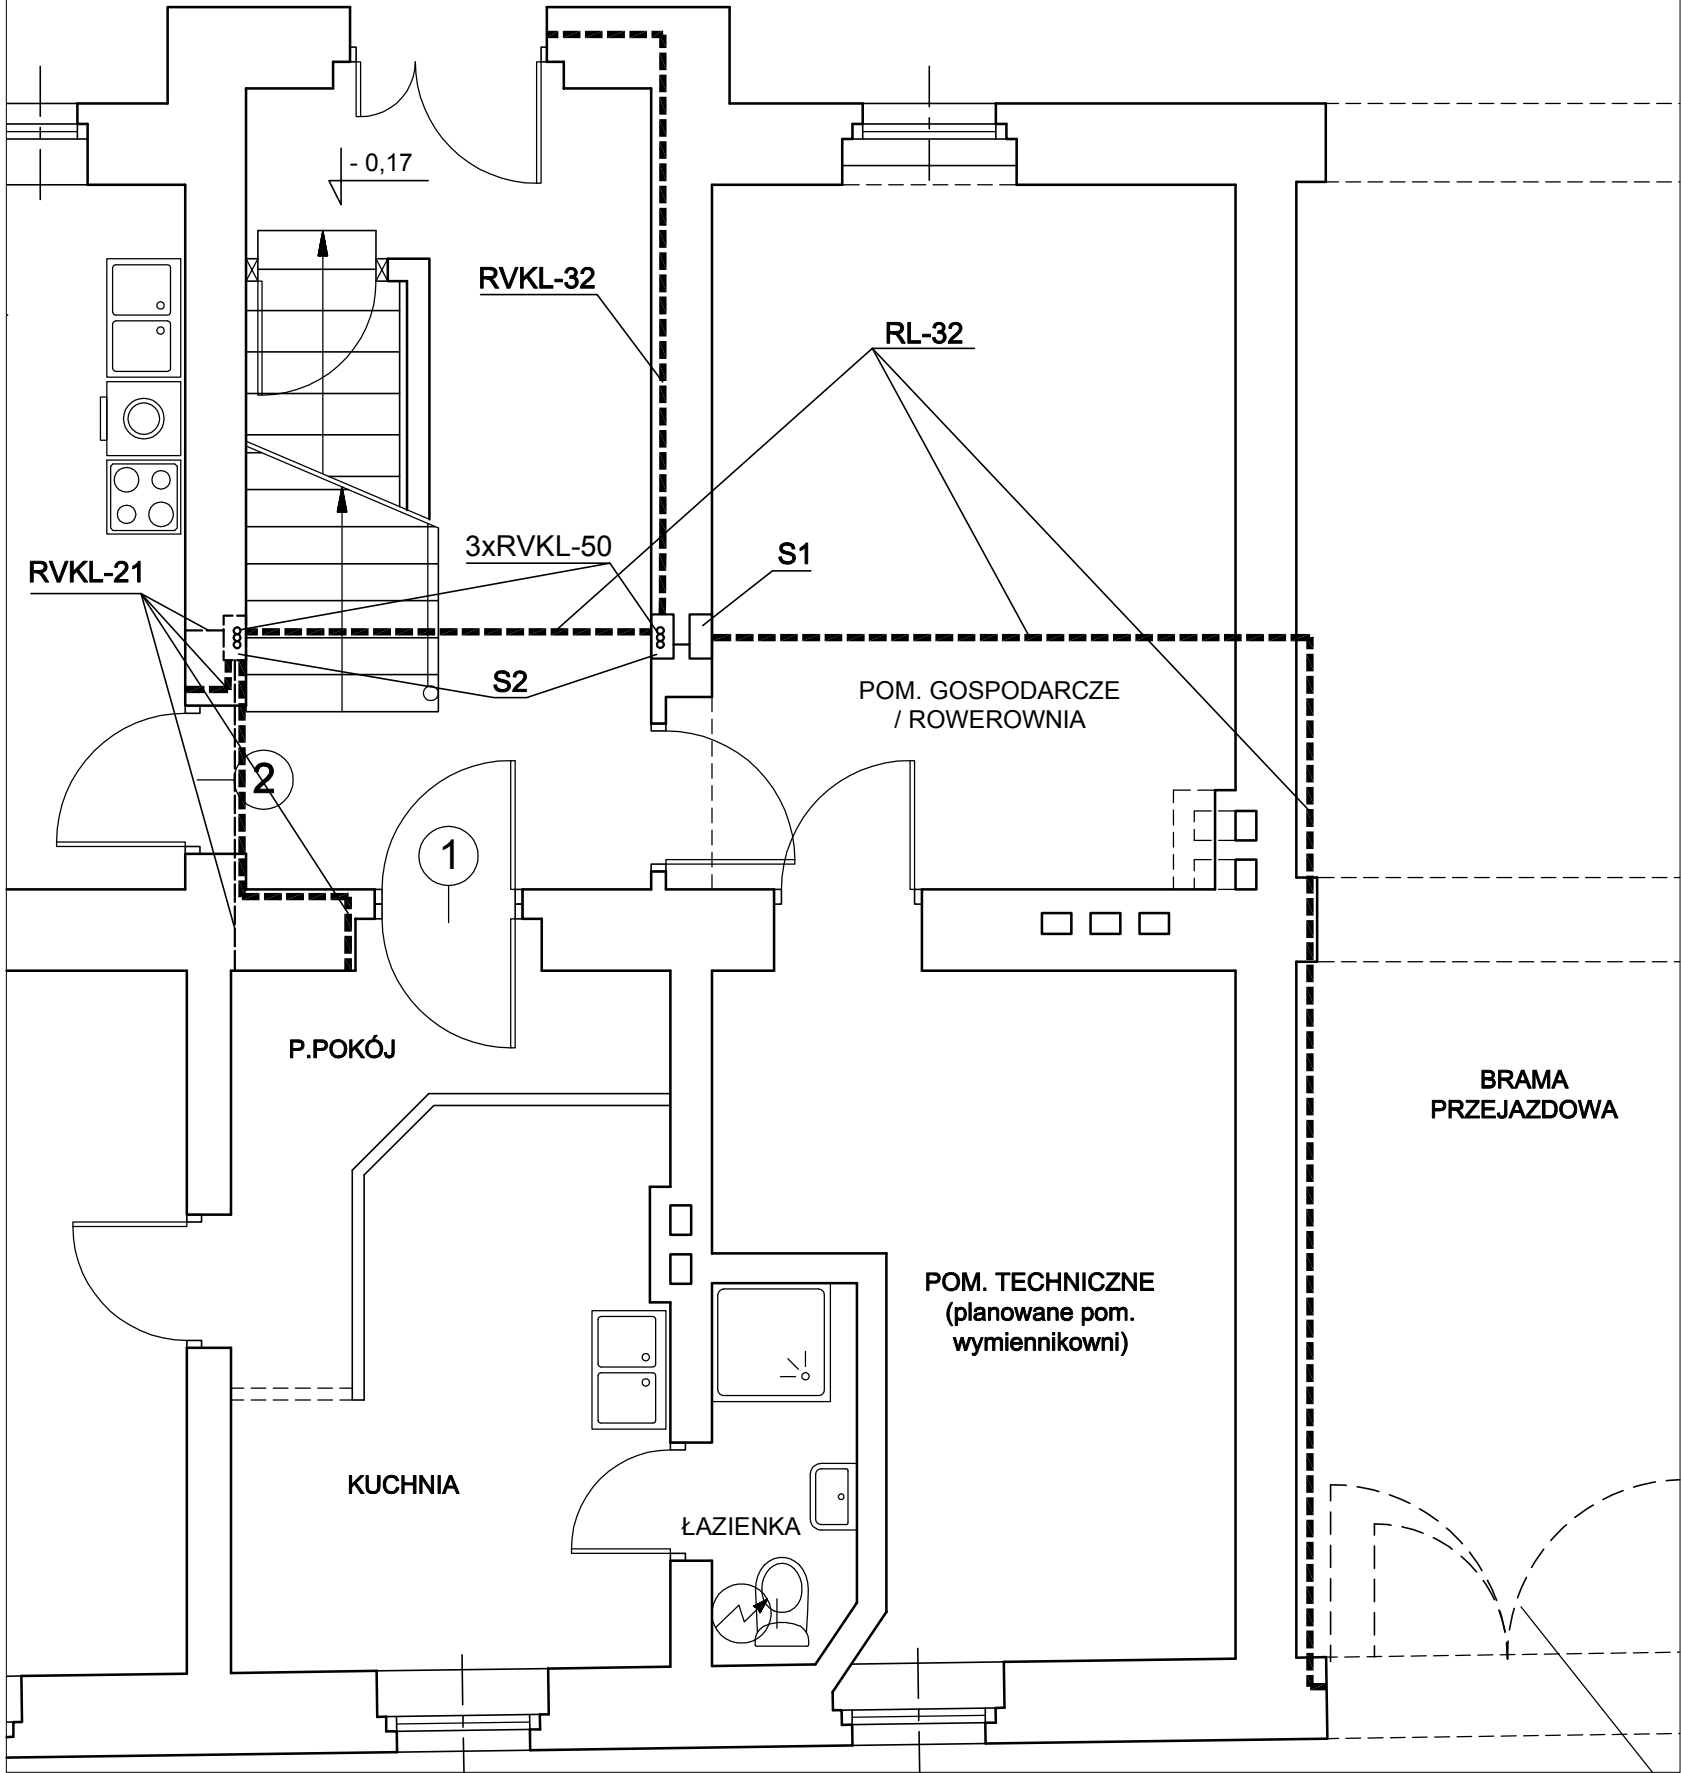 - 0,17
RVKL-32
RL-32
3xRVKL-50
S1
RVKL-21
S2
POM. GOSPODARCZE
/ ROWEROWNIA
2
1
P.POKÓJ
BRAMA
PRZEJAZDOWA
POM. TECHNICZNE
(planowane pom.
wymiennikowni)
KUCHNIA
ŁAZIENKA